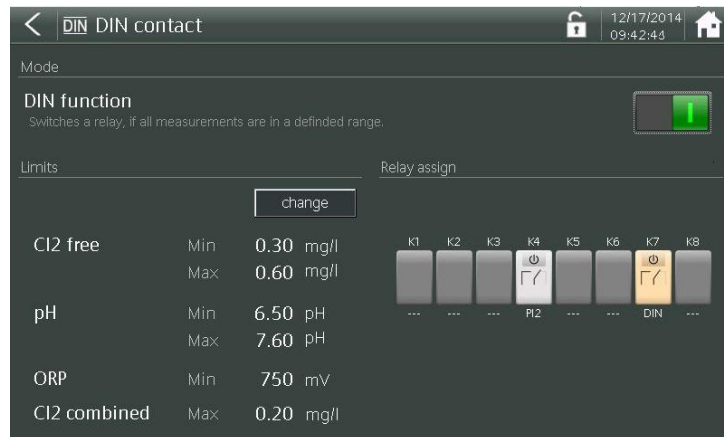 DIN DIN contact
12/17/2014
09:42:43
Mode
DIN function
Switches a relay, if all measurements are in a definded range.
Limits
Relay assign
change
Cl2 free Min 0.30 mg/l
Max 0.60 mg/l
pH Min 6.50 pH
Max 7.60 pH
ORP Min 750 mV
Cl2 combined Max 0.20 mg/l
K1 K2 K3 K4 K5 K6 K7 K8
--- --- --- PI2 --- --- DIN ---